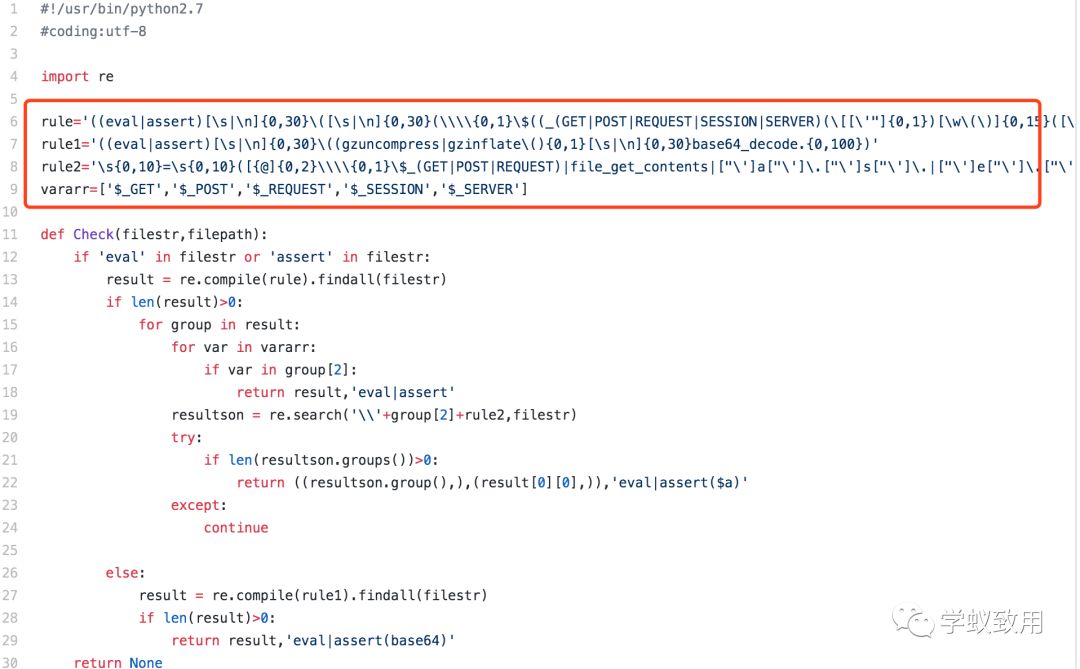 1 #!/usr/bin/python2.7
2 #coding:utf-8
3
4 import re
5
6 rule='((eval|assert)[\s|\n]{0,30}\([\s|\n]{0,30}(\\\\{0,1}\$((_(GET|POST|REQUEST|SESSION|SERVER)(\[[\'"]{0,1})[\w\(\)]{0,15}([\
7 rule1='((eval|assert)[\s|\n]{0,30}\((gzuncompress|gzinflate\(){0,1}[\s|\n]{0,30}base64_decode.{0,100})'
8 rule2='\s{0,10}=\s{0,10}([{@]{0,2}\\\\{0,1}\$_(GET|POST|REQUEST)|file_get_contents|["\']a["\']\.["\']s["\']\.|["\']e["\']\.["\'
9 vararr=['$_GET','$_POST','$_REQUEST','$_SESSION','$_SERVER']
10
11 def Check(filestr,filepath):
12     if 'eval' in filestr or 'assert' in filestr:
13         result = re.compile(rule).findall(filestr)
14         if len(result)>0:
15             for group in result:
16                 for var in vararr:
17                     if var in group[2]:
18                         return result,'eval|assert'
19                 resultson = re.search('\\'+group[2]+rule2,filestr)
20                 try:
21                     if len(resultson.groups())>0:
22                         return ((resultson.group(),),(result[0][0],)),'eval|assert($a)'
23                 except:
24                     continue
25
26         else:
27             result = re.compile(rule1).findall(filestr)
28             if len(result)>0:
29                 return result,'eval|assert(base64)'
30     return None
学蚁致用